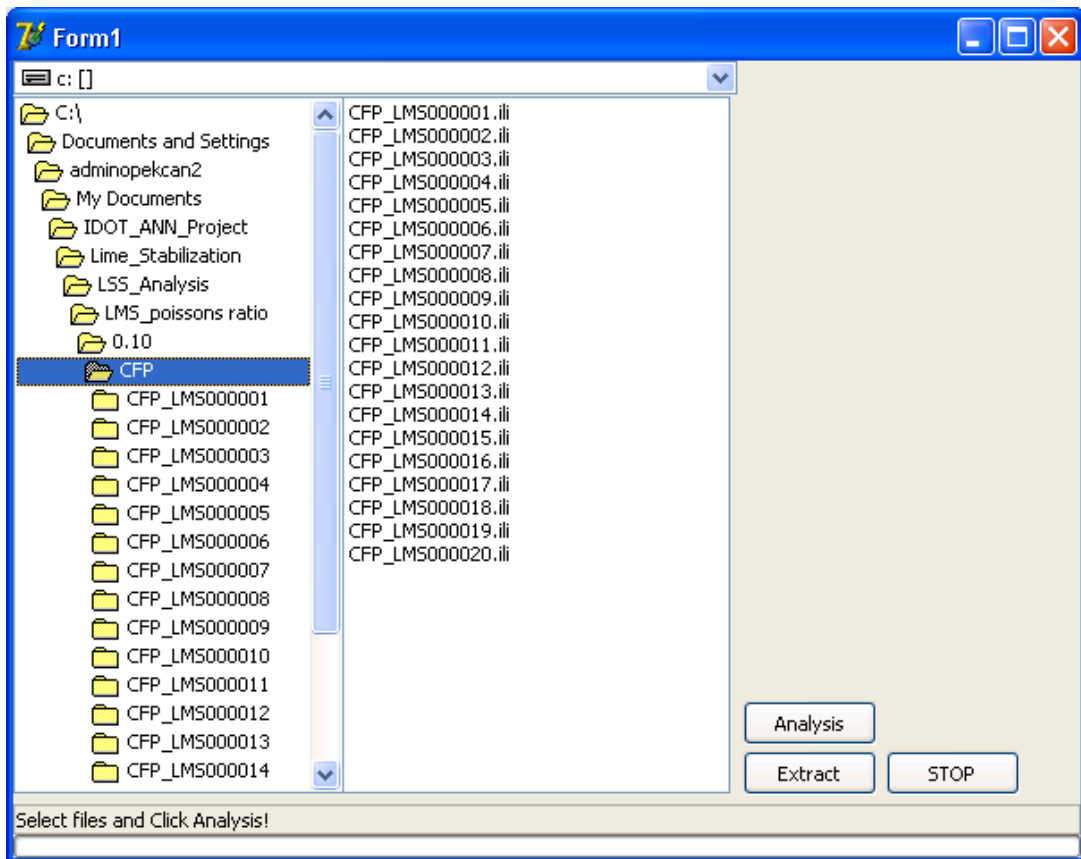 Form1
c: []
C:\
Documents and Settings
adminopekcan2
My Documents
IDOT_ANN_Project
Lime_Stabilization
LSS_Analysis
LMS_poissons ratio
0.10
CFP
CFP_LMS000001
CFP_LMS000002
CFP_LMS000003
CFP_LMS000004
CFP_LMS000005
CFP_LMS000006
CFP_LMS000007
CFP_LMS000008
CFP_LMS000009
CFP_LMS000010
CFP_LMS000011
CFP_LMS000012
CFP_LMS000013
CFP_LMS000014
CFP_LMS000001.ili
CFP_LMS000002.ili
CFP_LMS000003.ili
CFP_LMS000004.ili
CFP_LMS000005.ili
CFP_LMS000006.ili
CFP_LMS000007.ili
CFP_LMS000008.ili
CFP_LMS000009.ili
CFP_LMS000010.ili
CFP_LMS000011.ili
CFP_LMS000012.ili
CFP_LMS000013.ili
CFP_LMS000014.ili
CFP_LMS000015.ili
CFP_LMS000016.ili
CFP_LMS000017.ili
CFP_LMS000018.ili
CFP_LMS000019.ili
CFP_LMS000020.ili
Analysis
Extract STOP
Select files and Click Analysis!